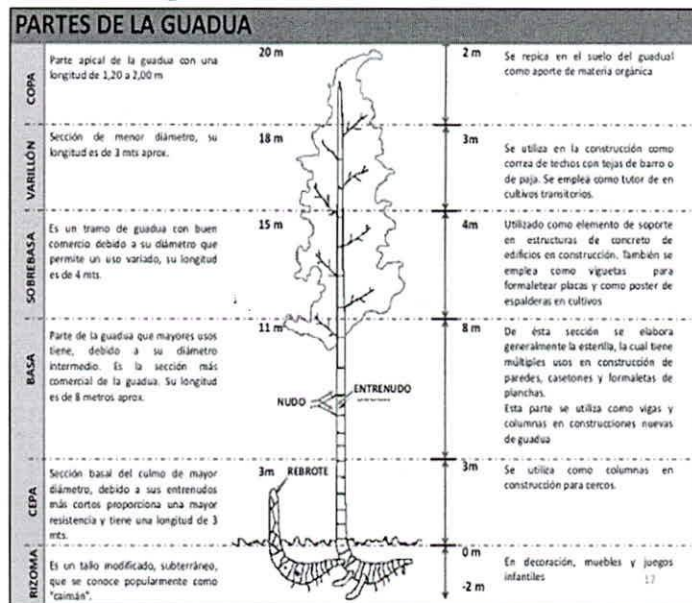 PARTES DE LA GUADUA
COPA
Parte apical de la guadua con una
longitud de 1,20 a 2,00 m
20 m
2 m
Se repica en el suelo del guadual
como aporte de materia orgánica
VARILLÓN
Sección de menor diámetro, su
longitud es de 3 mts aprox.
18 m
3m
Se utiliza en la construcción como
correa de techos con tejas de barro o
de paja. Se emplea como tutor de en
cultivos transitorios.
SOBREBASA
Es un tramo de guadua con buen
comercio debido a su diámetro que
permite un uso variado, su longitud
es de 4 mts.
15 m
4m
Utilizado como elemento de soporte
en estructuras de concreto de
edificios en construcción. También se
emplea como viguetas para
formaletear placas y como poster de
espalderas en cultivos
BASA
Parte de la guadua que mayores usos
tiene, debido a su diámetro
intermedio. Es la sección más
comercial de la guadua. Su longitud
es de 8 metros aprox.
11 m
8 m
NUDO
ENTRENUDO
De ésta sección se elabora
generalmente la esterilla, la cual tiene
múltiples usos en construcción de
paredes, casetones y formaletas de
planchas.
Esta parte se utiliza como vigas y
columnas en construcciones nuevas
de guadua
CEPA
Sección basal del culmo de mayor
diámetro, debido a sus entrenudos
más cortos proporciona una mayor
resistencia y tiene una longitud de 3
mts.
3m
REBROTE
3m
Se utiliza como columnas en
construcción para cercos.
RIZOMA
Es un tallo modificado, subterráneo,
que se conoce popularmente como
"caimán".
0 m
-2 m
En decoración, muebles y juegos
infantiles
17